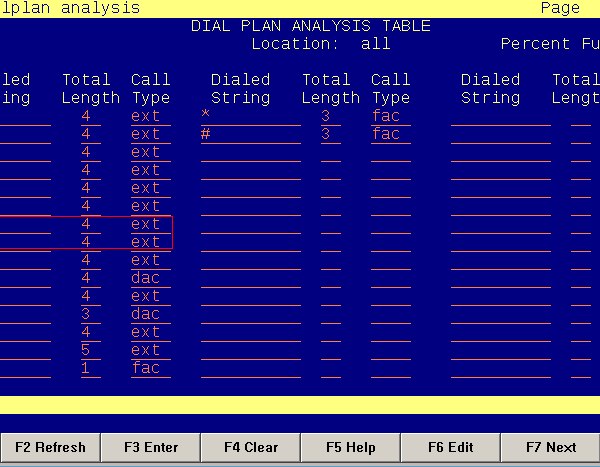 lplan analysis Page
DIAL PLAN ANALYSIS TABLE
Location: all Percent Fu
led Total Call Dialed Total Call Dialed Tota
ing Length Type String Length Type String Lengt
4 ext * 3 fac
4 ext # 3 fac
4 ext
4 ext
4 ext
4 ext
4 ext
4 ext
4 ext
4 dac
4 ext
3 dac
4 ext
5 ext
1 fac
F2 Refresh F3 Enter F4 Clear F5 Help F6 Edit F7 Next